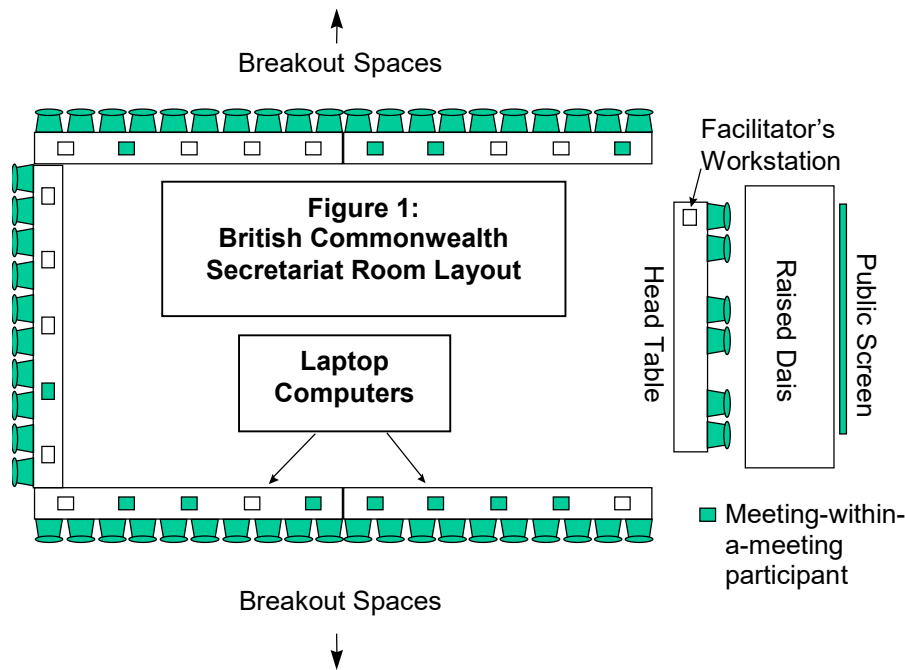 Breakout Spaces
Facilitator's
Workstation
Figure 1:
British Commonwealth
Secretariat Room Layout
Head Table
Raised Dais
Public Screen
Laptop
Computers
Meeting-within-
a-meeting
participant
Breakout Spaces